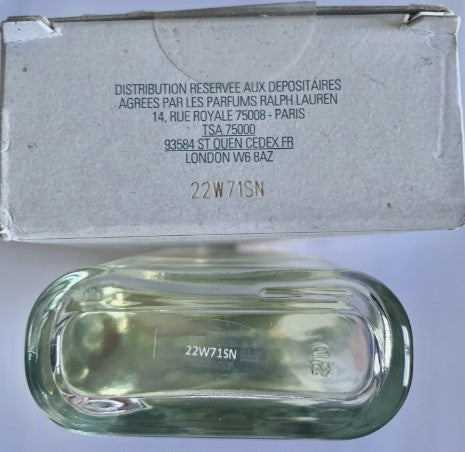 DISTRIBUTION RESERVEE AUX DEPOSITAIRES
AGREES PAR LES PARFUMS RALPH LAUREN
14, RUE ROYALE 75008 - PARIS
TSA 75000
93584 ST OUEN CEDEX FR
LONDON W6 8AZ
22W71SN
22W71SN